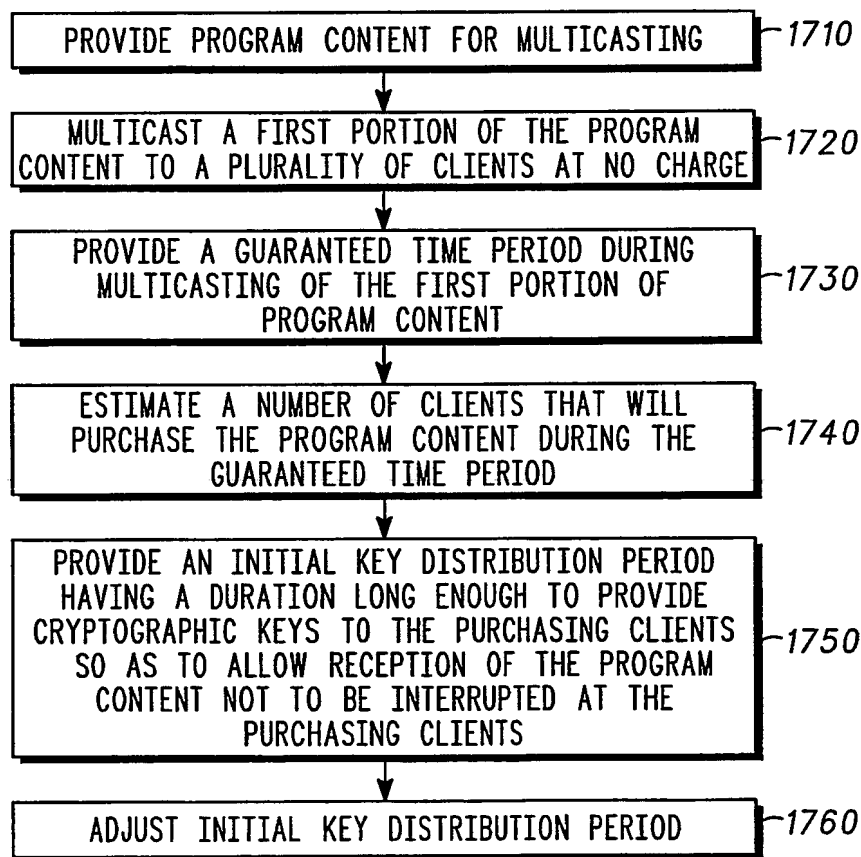 PROVIDE PROGRAM CONTENT FOR MULTICASTING
1710
MULTICAST A FIRST PORTION OF THE PROGRAM
CONTENT TO A PLURALITY OF CLIENTS AT NO CHARGE
1720
PROVIDE A GUARANTEED TIME PERIOD DURING
MULTICASTING OF THE FIRST PORTION OF
PROGRAM CONTENT
1730
ESTIMATE A NUMBER OF CLIENTS THAT WILL
PURCHASE THE PROGRAM CONTENT DURING THE
GUARANTEED TIME PERIOD
1740
PROVIDE AN INITIAL KEY DISTRIBUTION PERIOD
HAVING A DURATION LONG ENOUGH TO PROVIDE
CRYPTOGRAPHIC KEYS TO THE PURCHASING CLIENTS
SO AS TO ALLOW RECEPTION OF THE PROGRAM
CONTENT NOT TO BE INTERRUPTED AT THE
PURCHASING CLIENTS
1750
ADJUST INITIAL KEY DISTRIBUTION PERIOD
1760